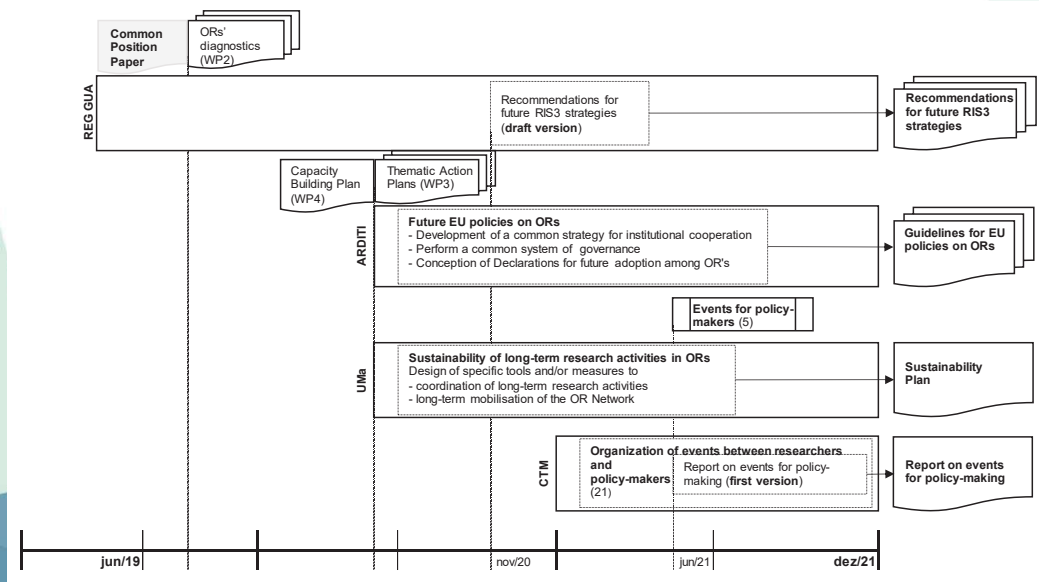 Common
Position
Paper
ORs'
diagnostics
(WP2)
REG GUA
Recommendations for
future RIS3 strategies
(draft version)
Recommendations
for future RIS3
strategies
Capacity
Building Plan
(WP4)
Thematic Action
Plans (WP3)
ARDITI
Future EU policies on ORs
- Development of a common strategy for institutional cooperation
- Perform a common system of governance
- Conception of Declarations for future adoption among OR's
Guidelines for EU
policies on ORs
Events for policy-
makers (5)
UMa
Sustainability of long-term research activities in ORs
Design of specific tools and/or measures to
- coordination of long-term research activities
- long-term mobilisation of the OR Network
Sustainability
Plan
CTM
Organization of events between researchers
and
policy-makers
(21)
Report on events for policy-
making (first version)
Report on events
for policy-making
jun/19
nov/20
jun/21
dez/21